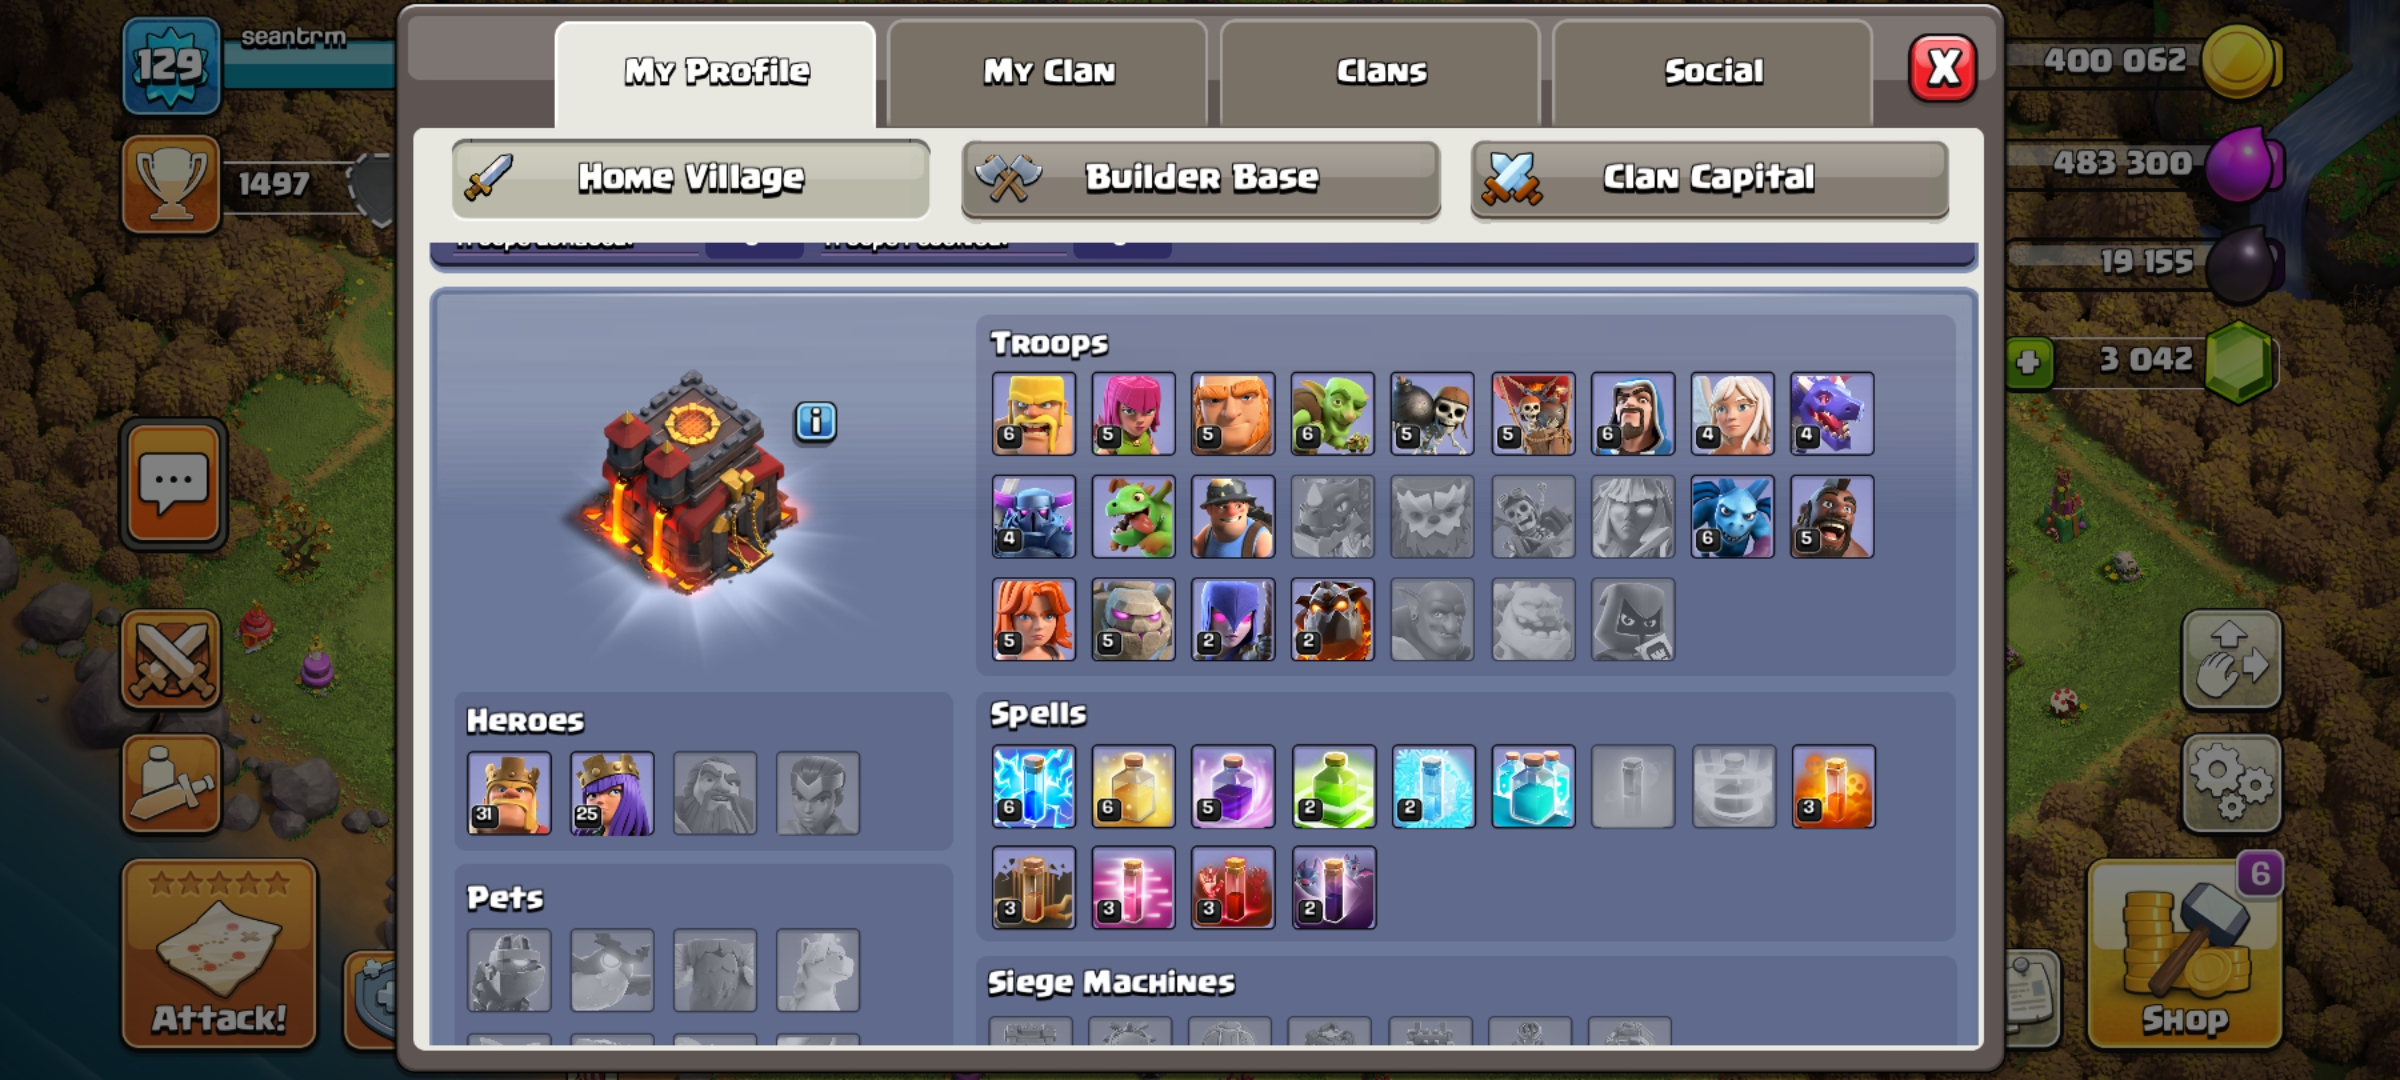 129
seantrm
1497
My Profile
My Clan
Clans
Social
X
Home Village
Builder Base
Clan Capital
400 062
483 300
19 155
3 042
i
Troops
6 5 5 6 5 5 6 4 4
4 6 5
5 5 2 2
Heroes
31 25
Spells
6 6 5 2 2 3
3 3 3 2
Pets
Siege Machines
Attack!
6
Shop